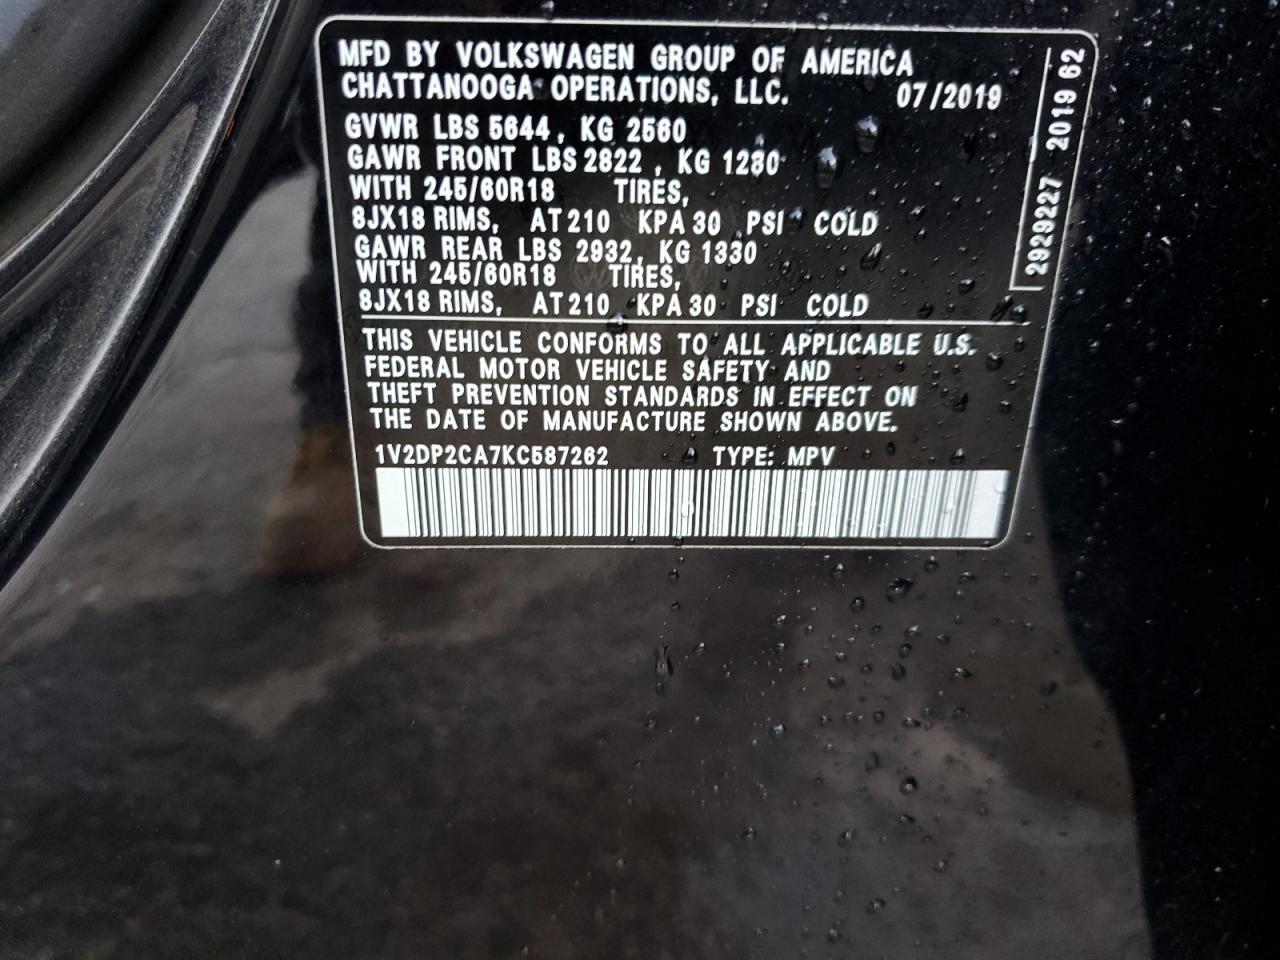 MFD BY VOLKSWAGEN GROUP OF AMERICA
CHATTANOOGA OPERATIONS, LLC. 07/2019
GVWR LBS 5644, KG 2560
GAWR FRONT LBS 2822, KG 1280
WITH 245/60R18 TIRES,
8JX18 RIMS, AT 210 KPA 30 PSI COLD
GAWR REAR LBS 2932, KG 1330
WITH 245/60R18 TIRES,
8JX18 RIMS, AT 210 KPA 30 PSI COLD
THIS VEHICLE CONFORMS TO ALL APPLICABLE U.S.
FEDERAL MOTOR VEHICLE SAFETY AND
THEFT PREVENTION STANDARDS IN EFFECT ON
THE DATE OF MANUFACTURE SHOWN ABOVE.
1V2DP2CA7KC587262 TYPE: MPV
2929227 2019 62